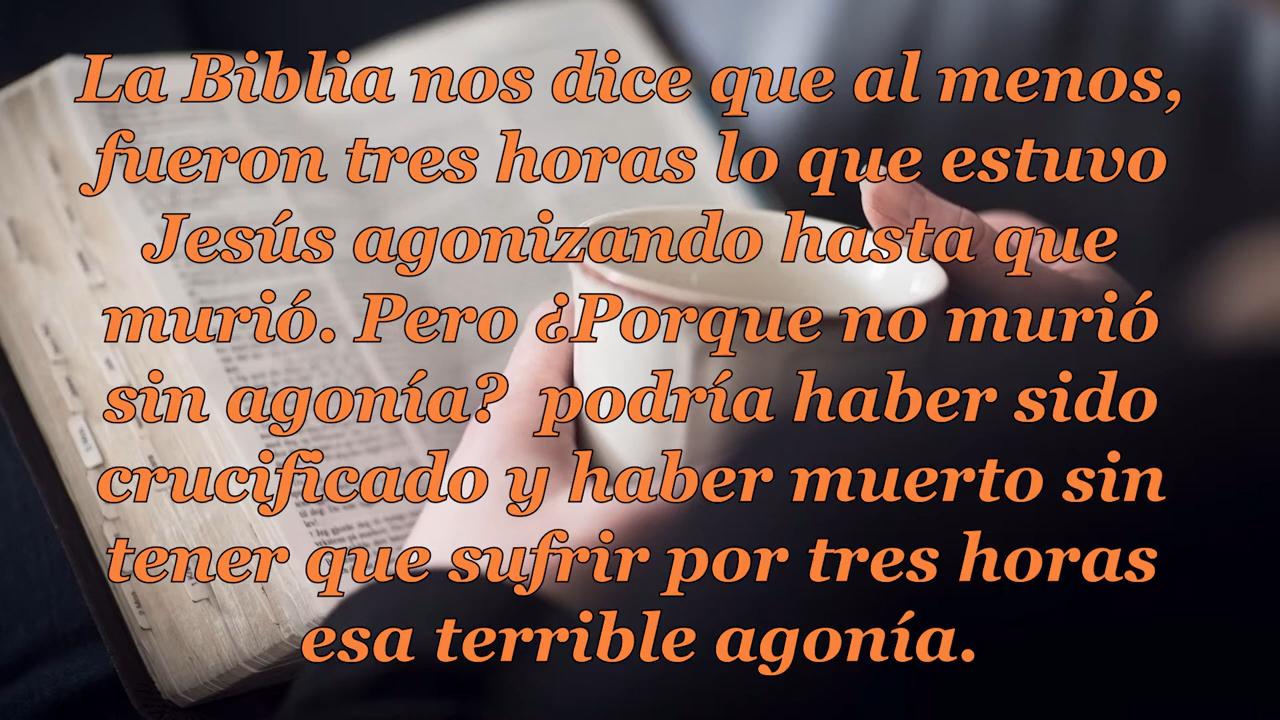 La Biblia nos dice que al menos,
fueron tres horas lo que estuvo
Jesús agonizando hasta que
murió. Pero ¿Porque no murió
sin agonía?  podría haber sido
crucificado y haber muerto sin
tener que sufrir por tres horas
esa terrible agonía.